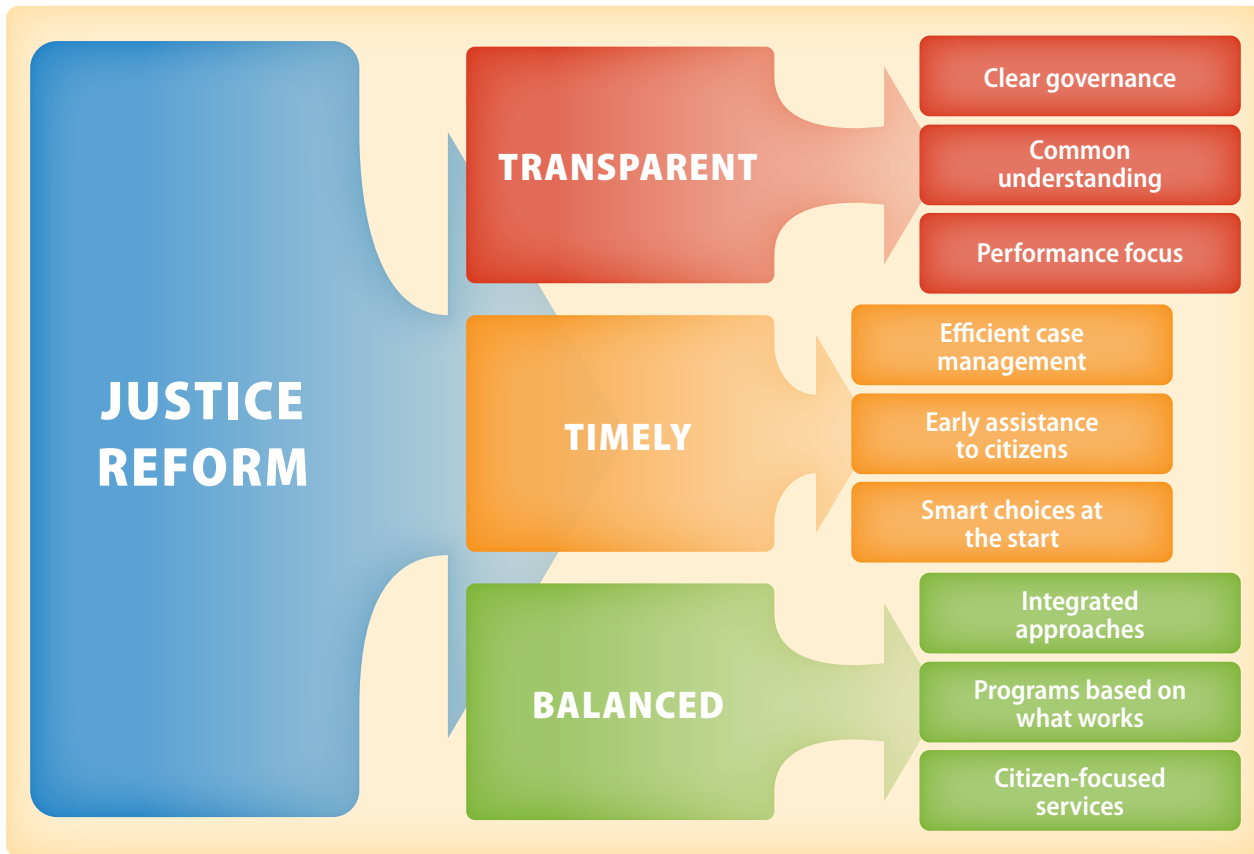 JUSTICE
REFORM
TRANSPARENT
Clear governance
Common
understanding
Performance focus
TIMELY
Efficient case
management
Early assistance
to citizens
Smart choices at
the start
BALANCED
Integrated
approaches
Programs based on
what works
Citizen-focused
services